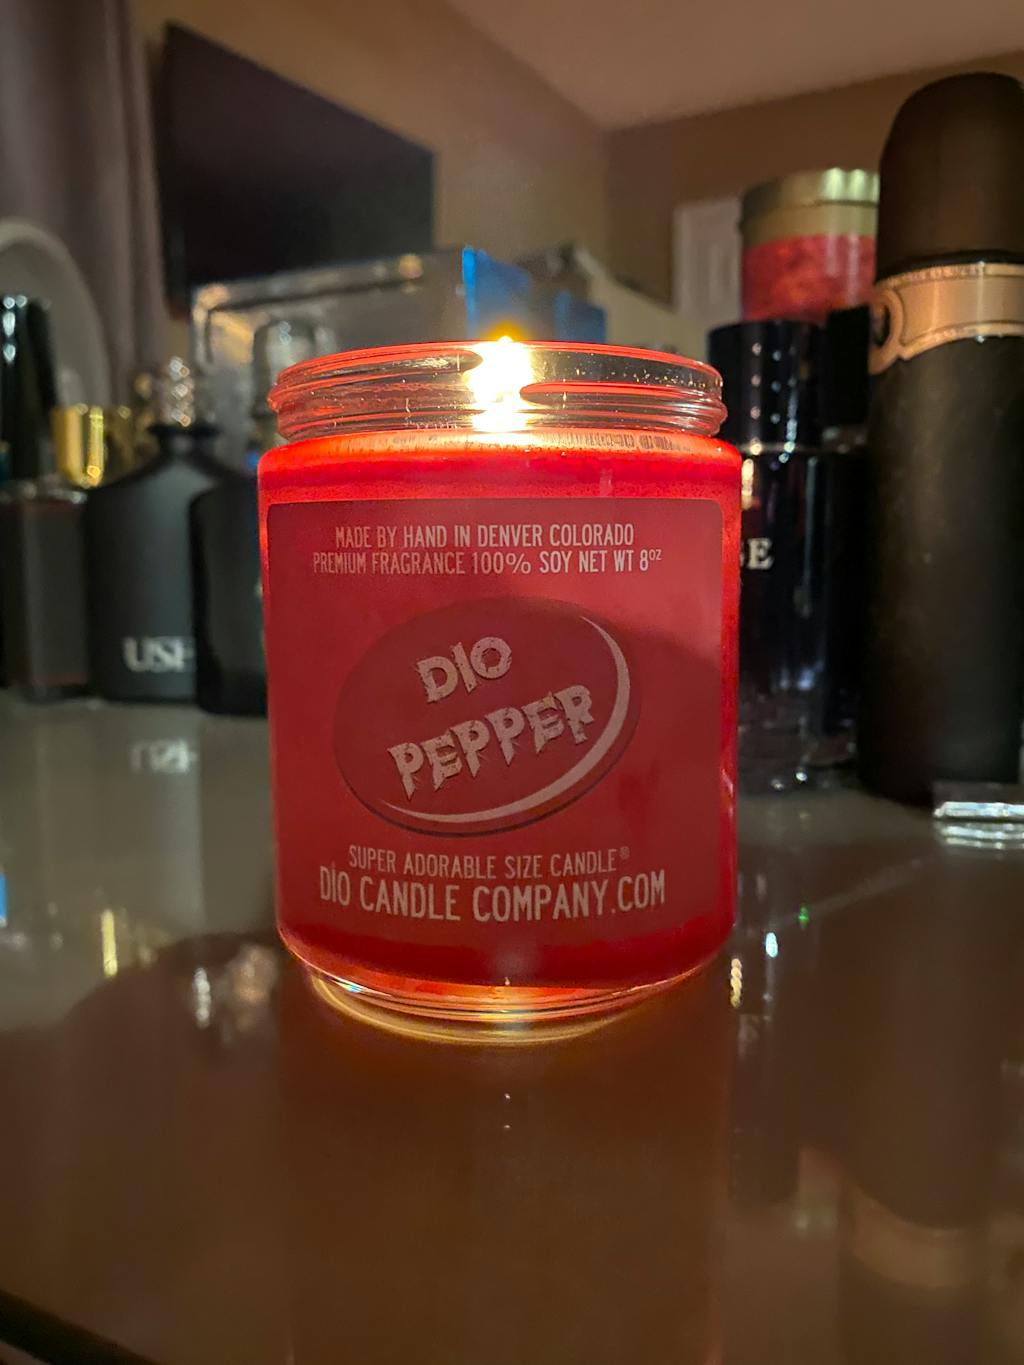 MADE BY HAND IN DENVER COLORADO
PREMIUM FRAGRANCE 100% SOY NET WT 8oz
DIO
PEPPER
SUPER ADORABLE SIZE CANDLE®
DIO CANDLE COMPANY.COM